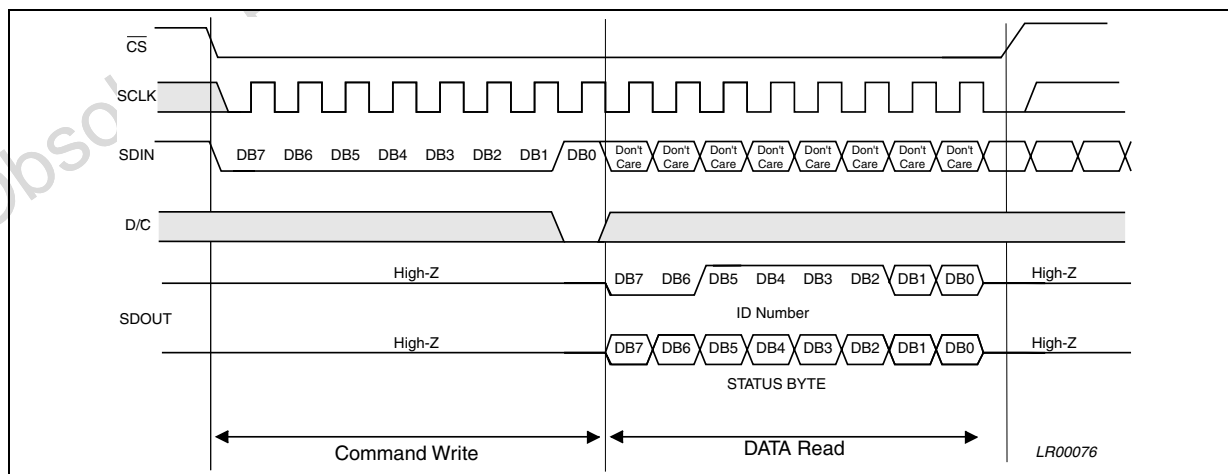 CS
SCLK
SDIN DB7 DB6 DB5 DB4 DB3 DB2 DB1 DB0 Don't Care Don't Care Don't Care Don't Care Don't Care Don't Care Don't Care Don't Care
D/C
High-Z DB7 DB6 DB5 DB4 DB3 DB2 DB1 DB0 High-Z
ID Number
SDOUT
High-Z DB7 DB6 DB5 DB4 DB3 DB2 DB1 DB0 High-Z
STATUS BYTE
Command Write DATA Read LR00076